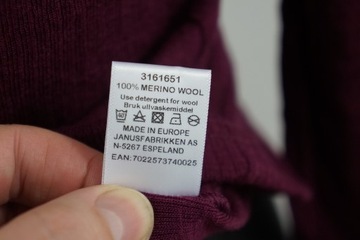 3161651
100% MERINO WOOL
Use detergent for wool
Bruk ullvaskemiddel
MADE IN EUROPE
JANUSFABRIKKEN AS
N-5267 ESPELAND
EAN: 7022573740025